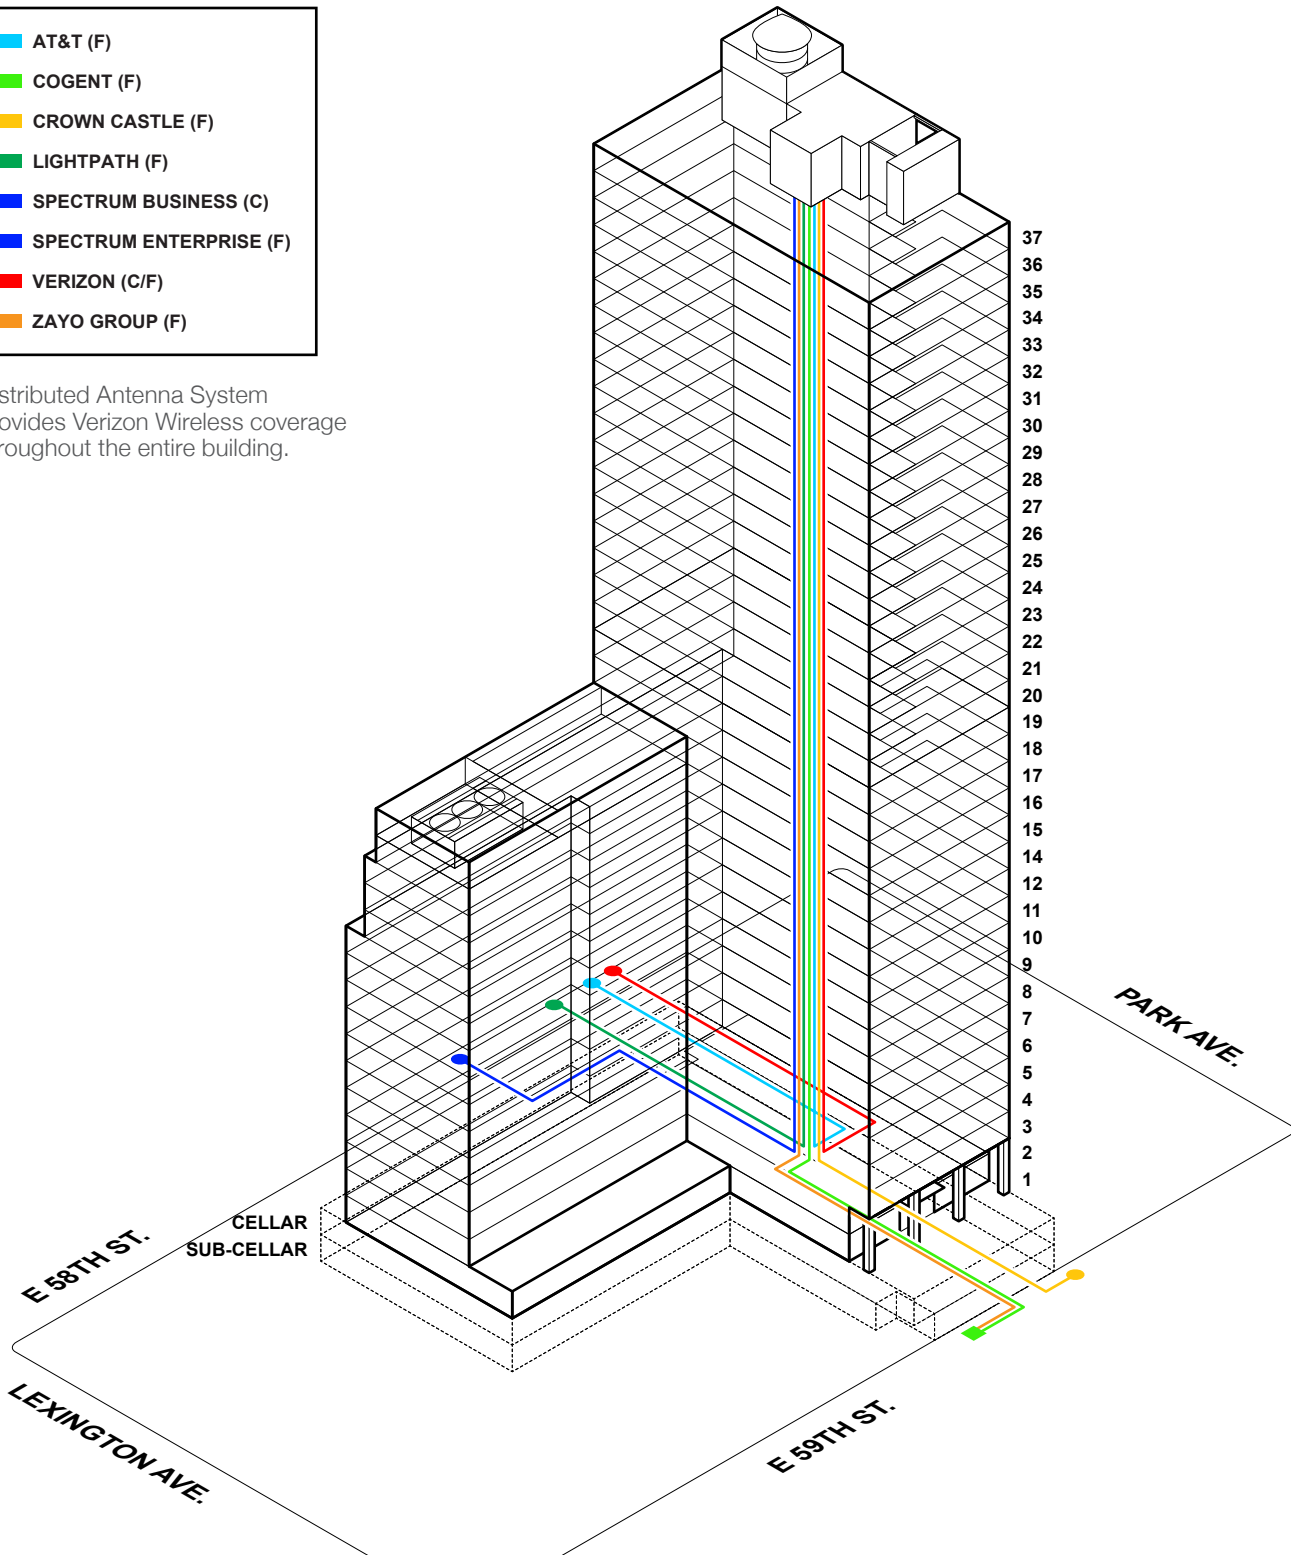 AT&T (F)
COGENT (F)
CROWN CASTLE (F)
LIGHTPATH (F)
SPECTRUM BUSINESS (C)
SPECTRUM ENTERPRISE (F)
VERIZON (C/F)
ZAYO GROUP (F)
stributed Antenna System
ovides Verizon Wireless coverage
roughout the entire building.
37
36
35
34
33
32
31
30
29
28
27
26
25
24
23
22
21
20
19
18
17
16
15
14
12
11
10
9
8
7
6
5
4
3
2
1
PARK AVE.
CELLAR
SUB-CELLAR
E 58TH ST.
LEXINGTON AVE.
E 59TH ST.